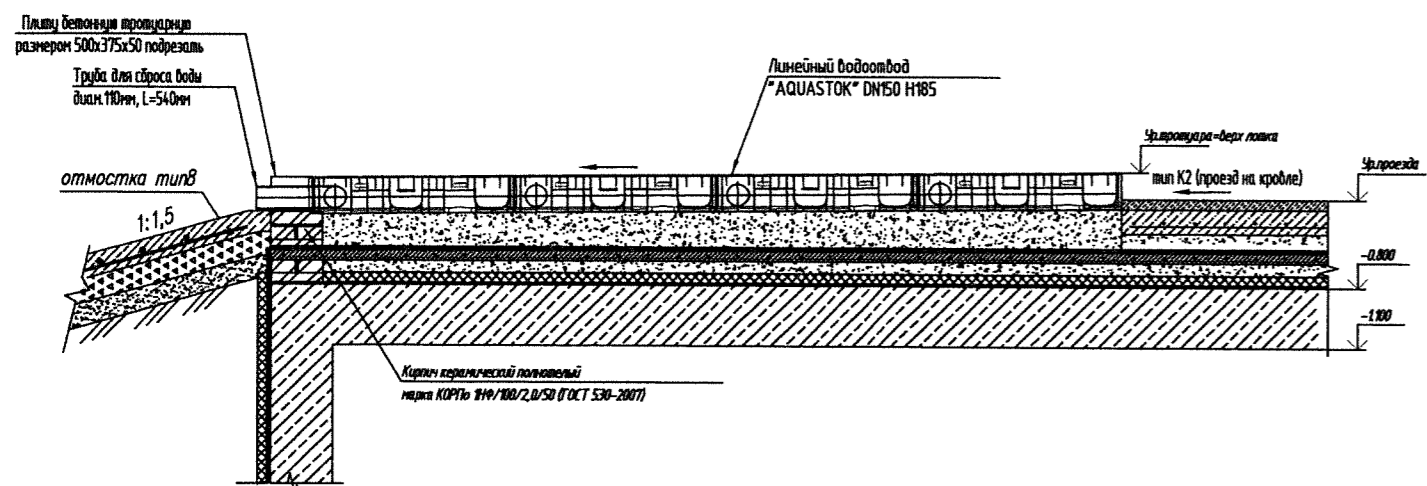 Плиту бетонную тротуарную
размером 500х375х50 подрезать
Труба для сброса воды
диам.110мм, L=540мм
Линейный водоотвод
"AQUASTOK" DN150 H185
Ур.тротуара=верх лотка
Ур.проезда
тип К2 (проезд на кровле)
отмостка тип8
1:1,5
-0.800
-1.100
Кирпич керамический полнотелый
марка КОРПо 1НФ/100/2,0/50 (ГОСТ 530-2007)